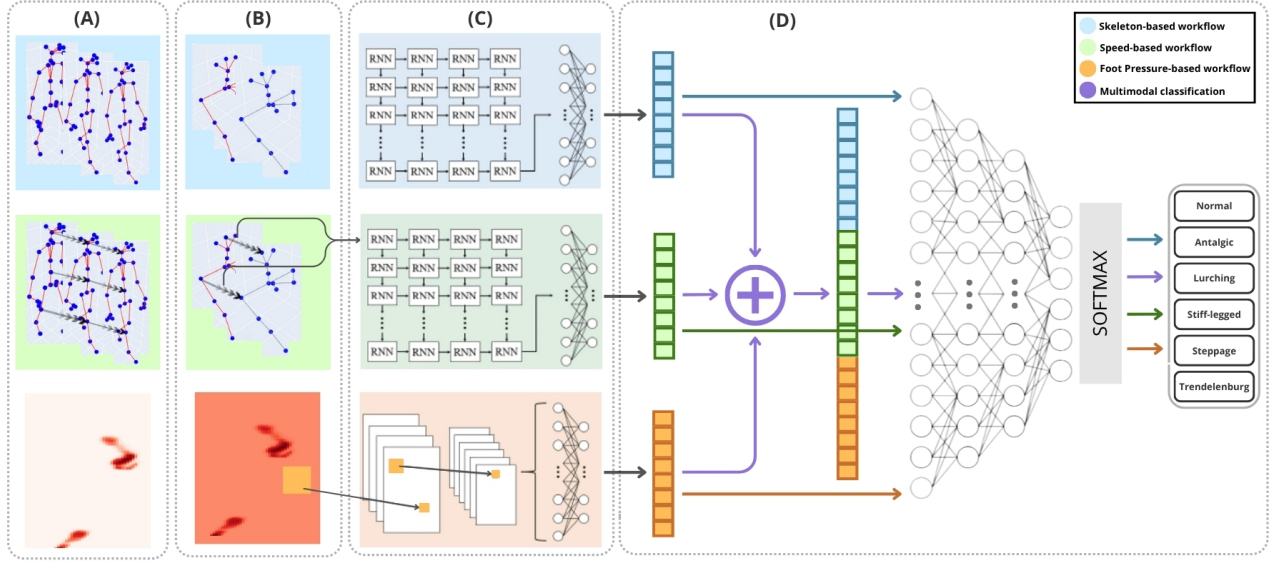 (A)
(B)
(C)
(D)
Skeleton-based workflow
Speed-based workflow
Foot Pressure-based workflow
Multimodal classification
RNN RNN RNN RNN
RNN RNN RNN RNN
RNN RNN RNN RNN
RNN RNN RNN RNN
RNN RNN RNN RNN
RNN RNN RNN RNN
RNN RNN RNN RNN
RNN RNN RNN RNN
SOFTMAX
Normal
Antalgic
Lurching
Stiff-legged
Steppage
Trendelenburg